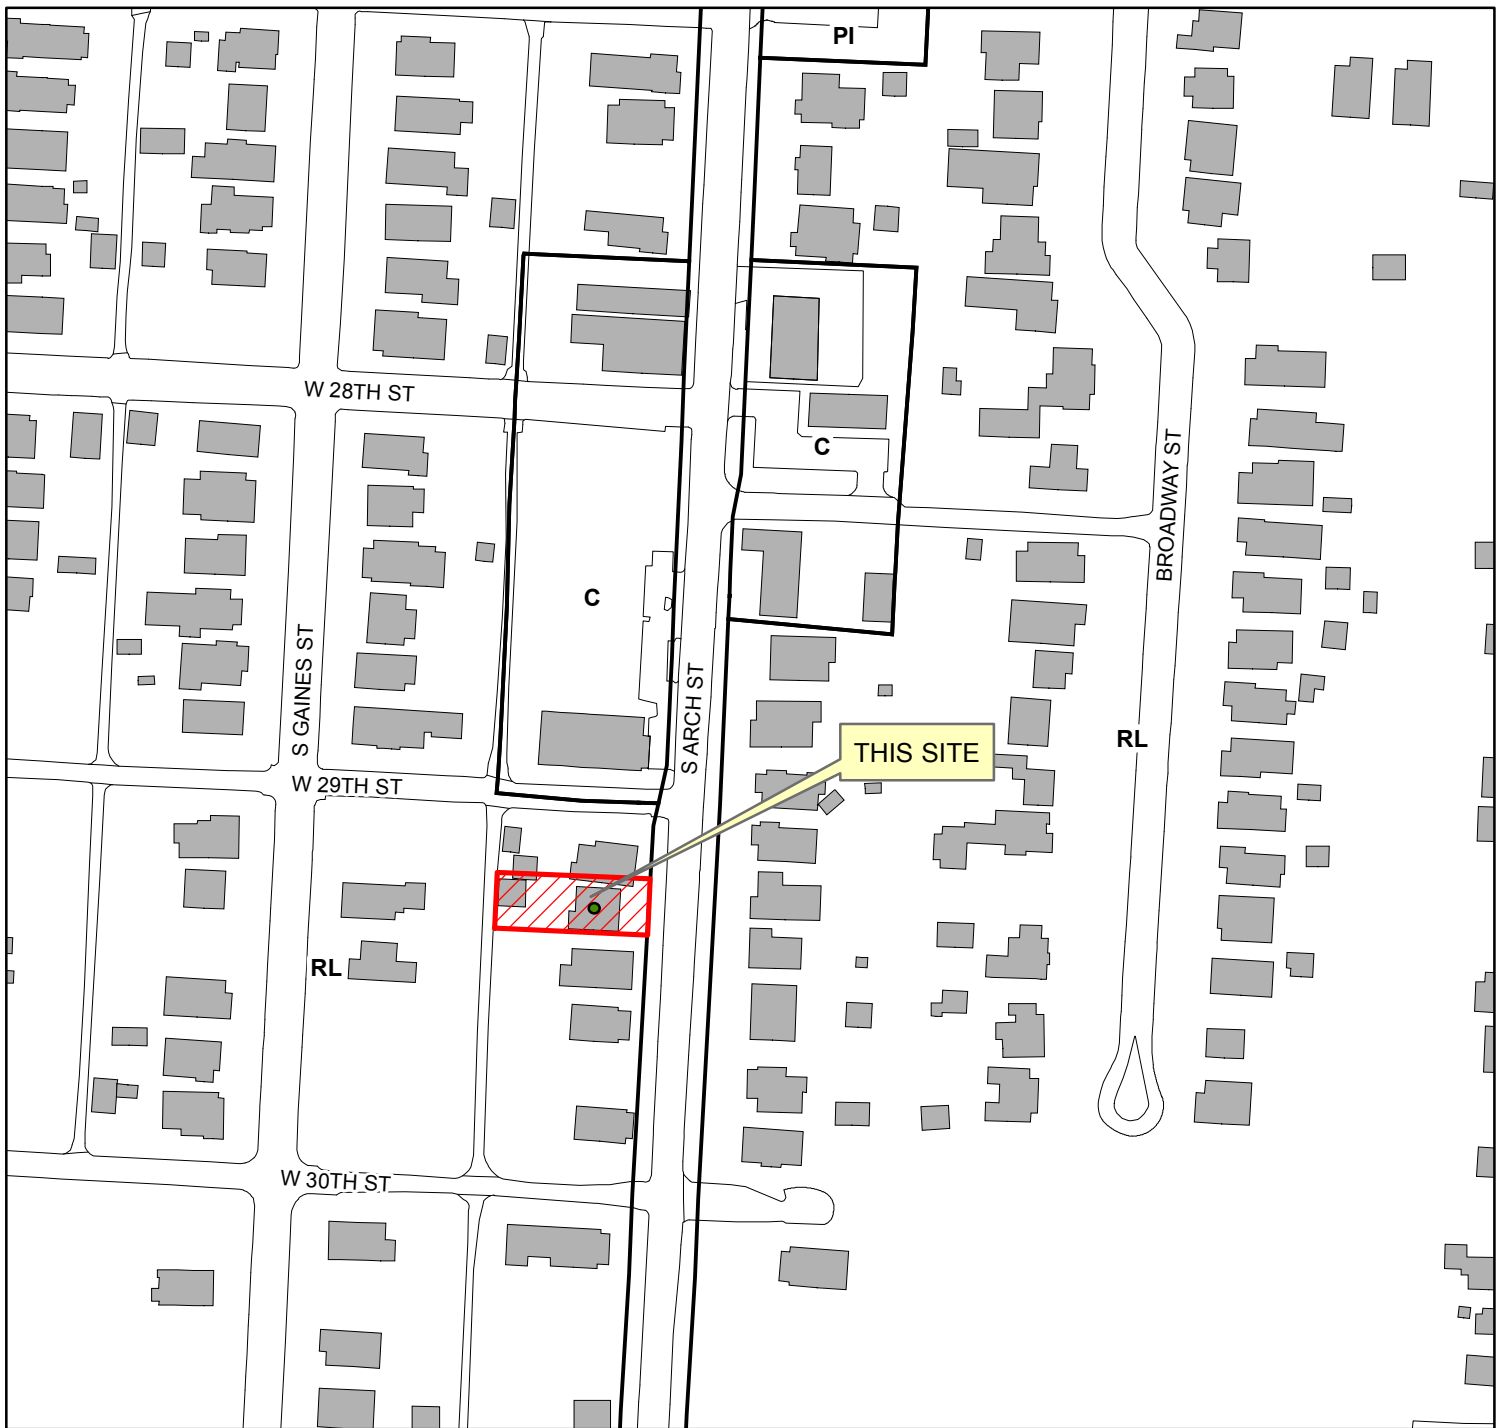 PI
W 28TH ST
C
BROADWAY ST
C
S GAINES ST
S ARCH ST
RL
THIS SITE
W 29TH ST
RL
W 30TH ST